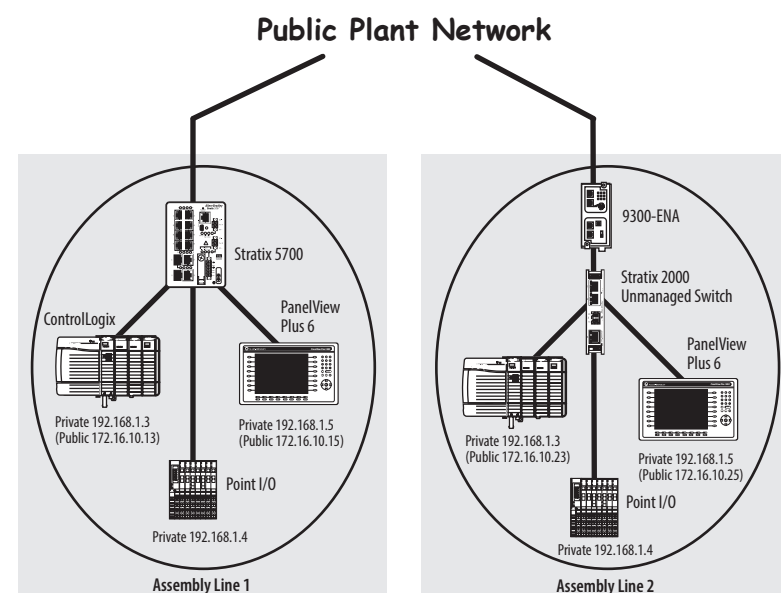 Public Plant Network
Stratix 5700
ControlLogix
PanelView
Plus 6
Private 192.168.1.3
(Public 172.16.10.13)
Private 192.168.1.5
(Public 172.16.10.15)
Point I/O
Private 192.168.1.4
Assembly Line 1
9300-ENA
Stratix 2000
Unmanaged Switch
PanelView
Plus 6
Private 192.168.1.3
(Public 172.16.10.23)
Private 192.168.1.5
(Public 172.16.10.25)
Point I/O
Private 192.168.1.4
Assembly Line 2